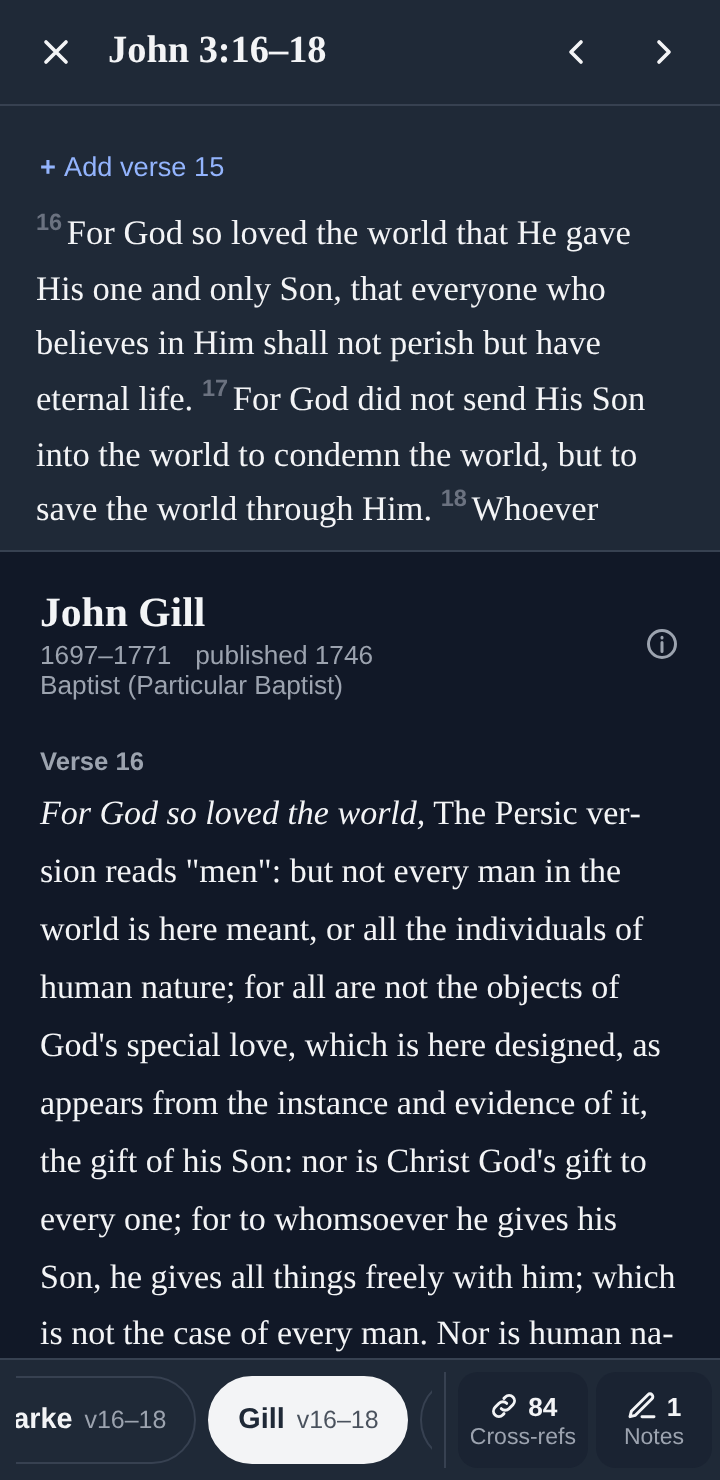 John 3:16–18
+ Add verse 15
16 For God so loved the world that He gave
His one and only Son, that everyone who
believes in Him shall not perish but have
eternal life. 17 For God did not send His Son
into the world to condemn the world, but to
save the world through Him. 18 Whoever
John Gill
1697–1771 published 1746
Baptist (Particular Baptist)
Verse 16
For God so loved the world, The Persic ver-
sion reads "men": but not every man in the
world is here meant, or all the individuals of
human nature; for all are not the objects of
God's special love, which is here designed, as
appears from the instance and evidence of it,
the gift of his Son: nor is Christ God's gift to
every one; for to whomsoever he gives his
Son, he gives all things freely with him; which
is not the case of every man. Nor is human na-
arke v16–18
Gill v16–18
84
Cross-refs
1
Notes